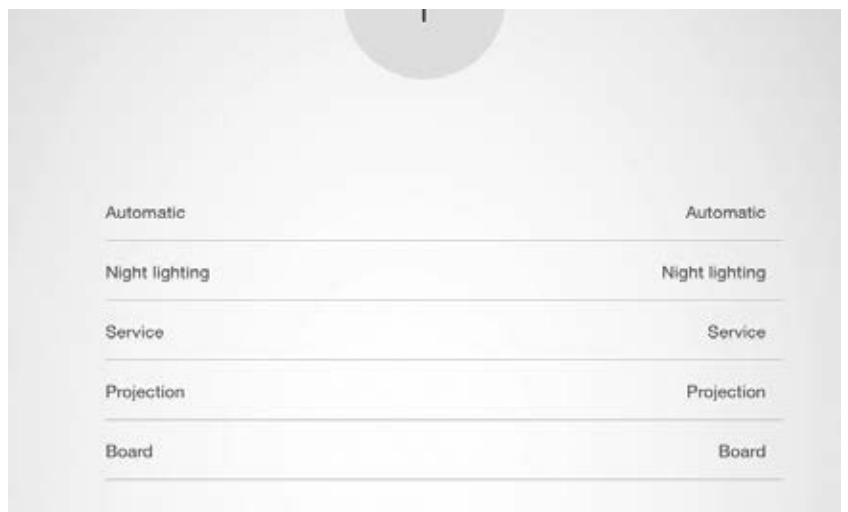 Automatic Automatic
Night lighting Night lighting
Service Service
Projection Projection
Board Board